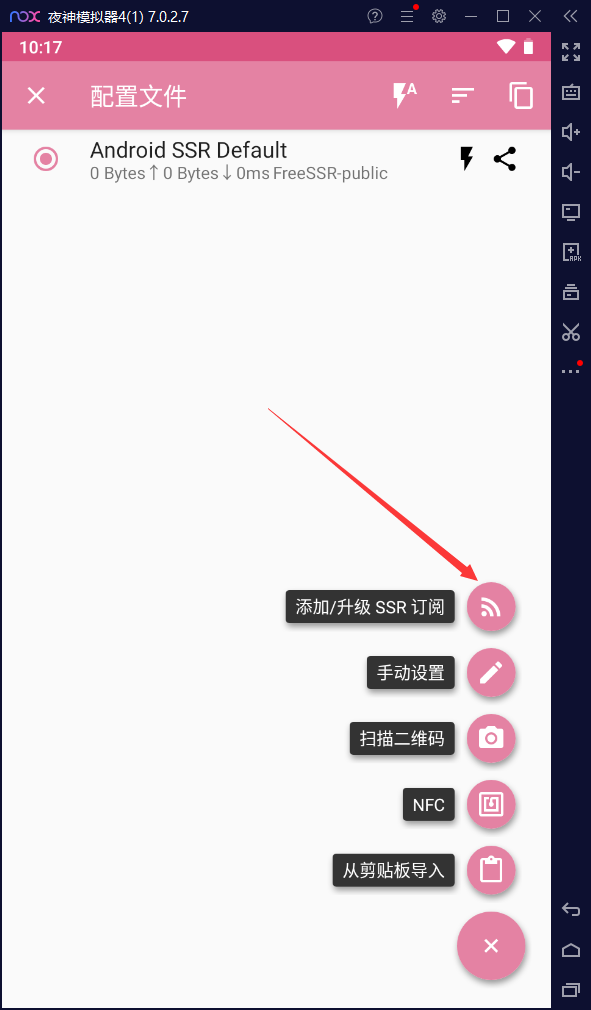 nox 夜神模拟器4(1) 7.0.2.7
10:17
配置文件
A
Android SSR Default
0 Bytes↑0 Bytes↓0ms FreeSSR-public
添加/升级 SSR 订阅
手动设置
扫描二维码
NFC
从剪贴板导入
APK